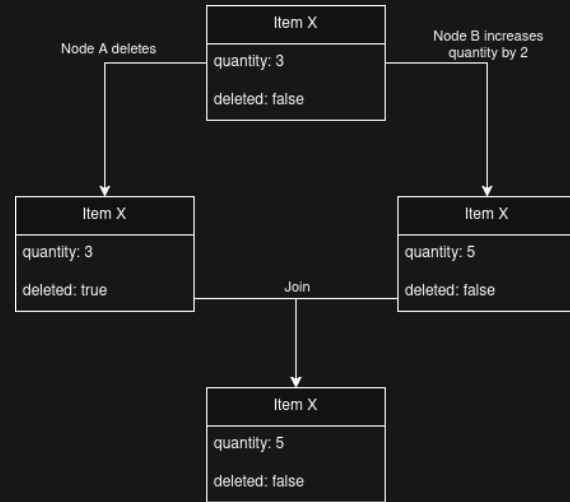 Item X
Node A deletes
Node B increases
quantity by 2
quantity: 3
deleted: false
Item X
quantity: 3
deleted: true
Item X
quantity: 5
deleted: false
Join
Item X
quantity: 5
deleted: false